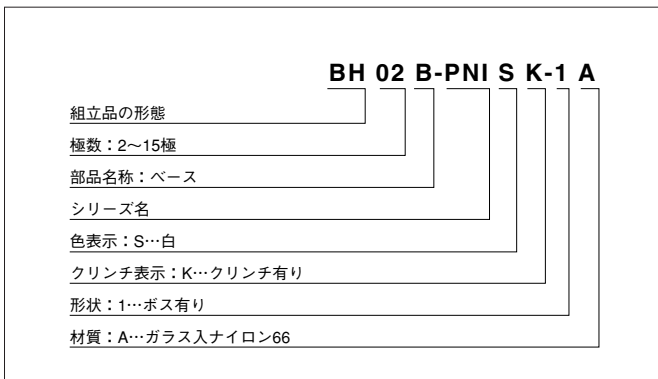 BH 02 B-PNI S K-1 A
組立品の形態
極数：2〜15極
部品名称：ベース
シリーズ名
色表示：S…白
クリンチ表示：K…クリンチ有り
形状：1…ボス有り
材質：A…ガラス入ナイロン66